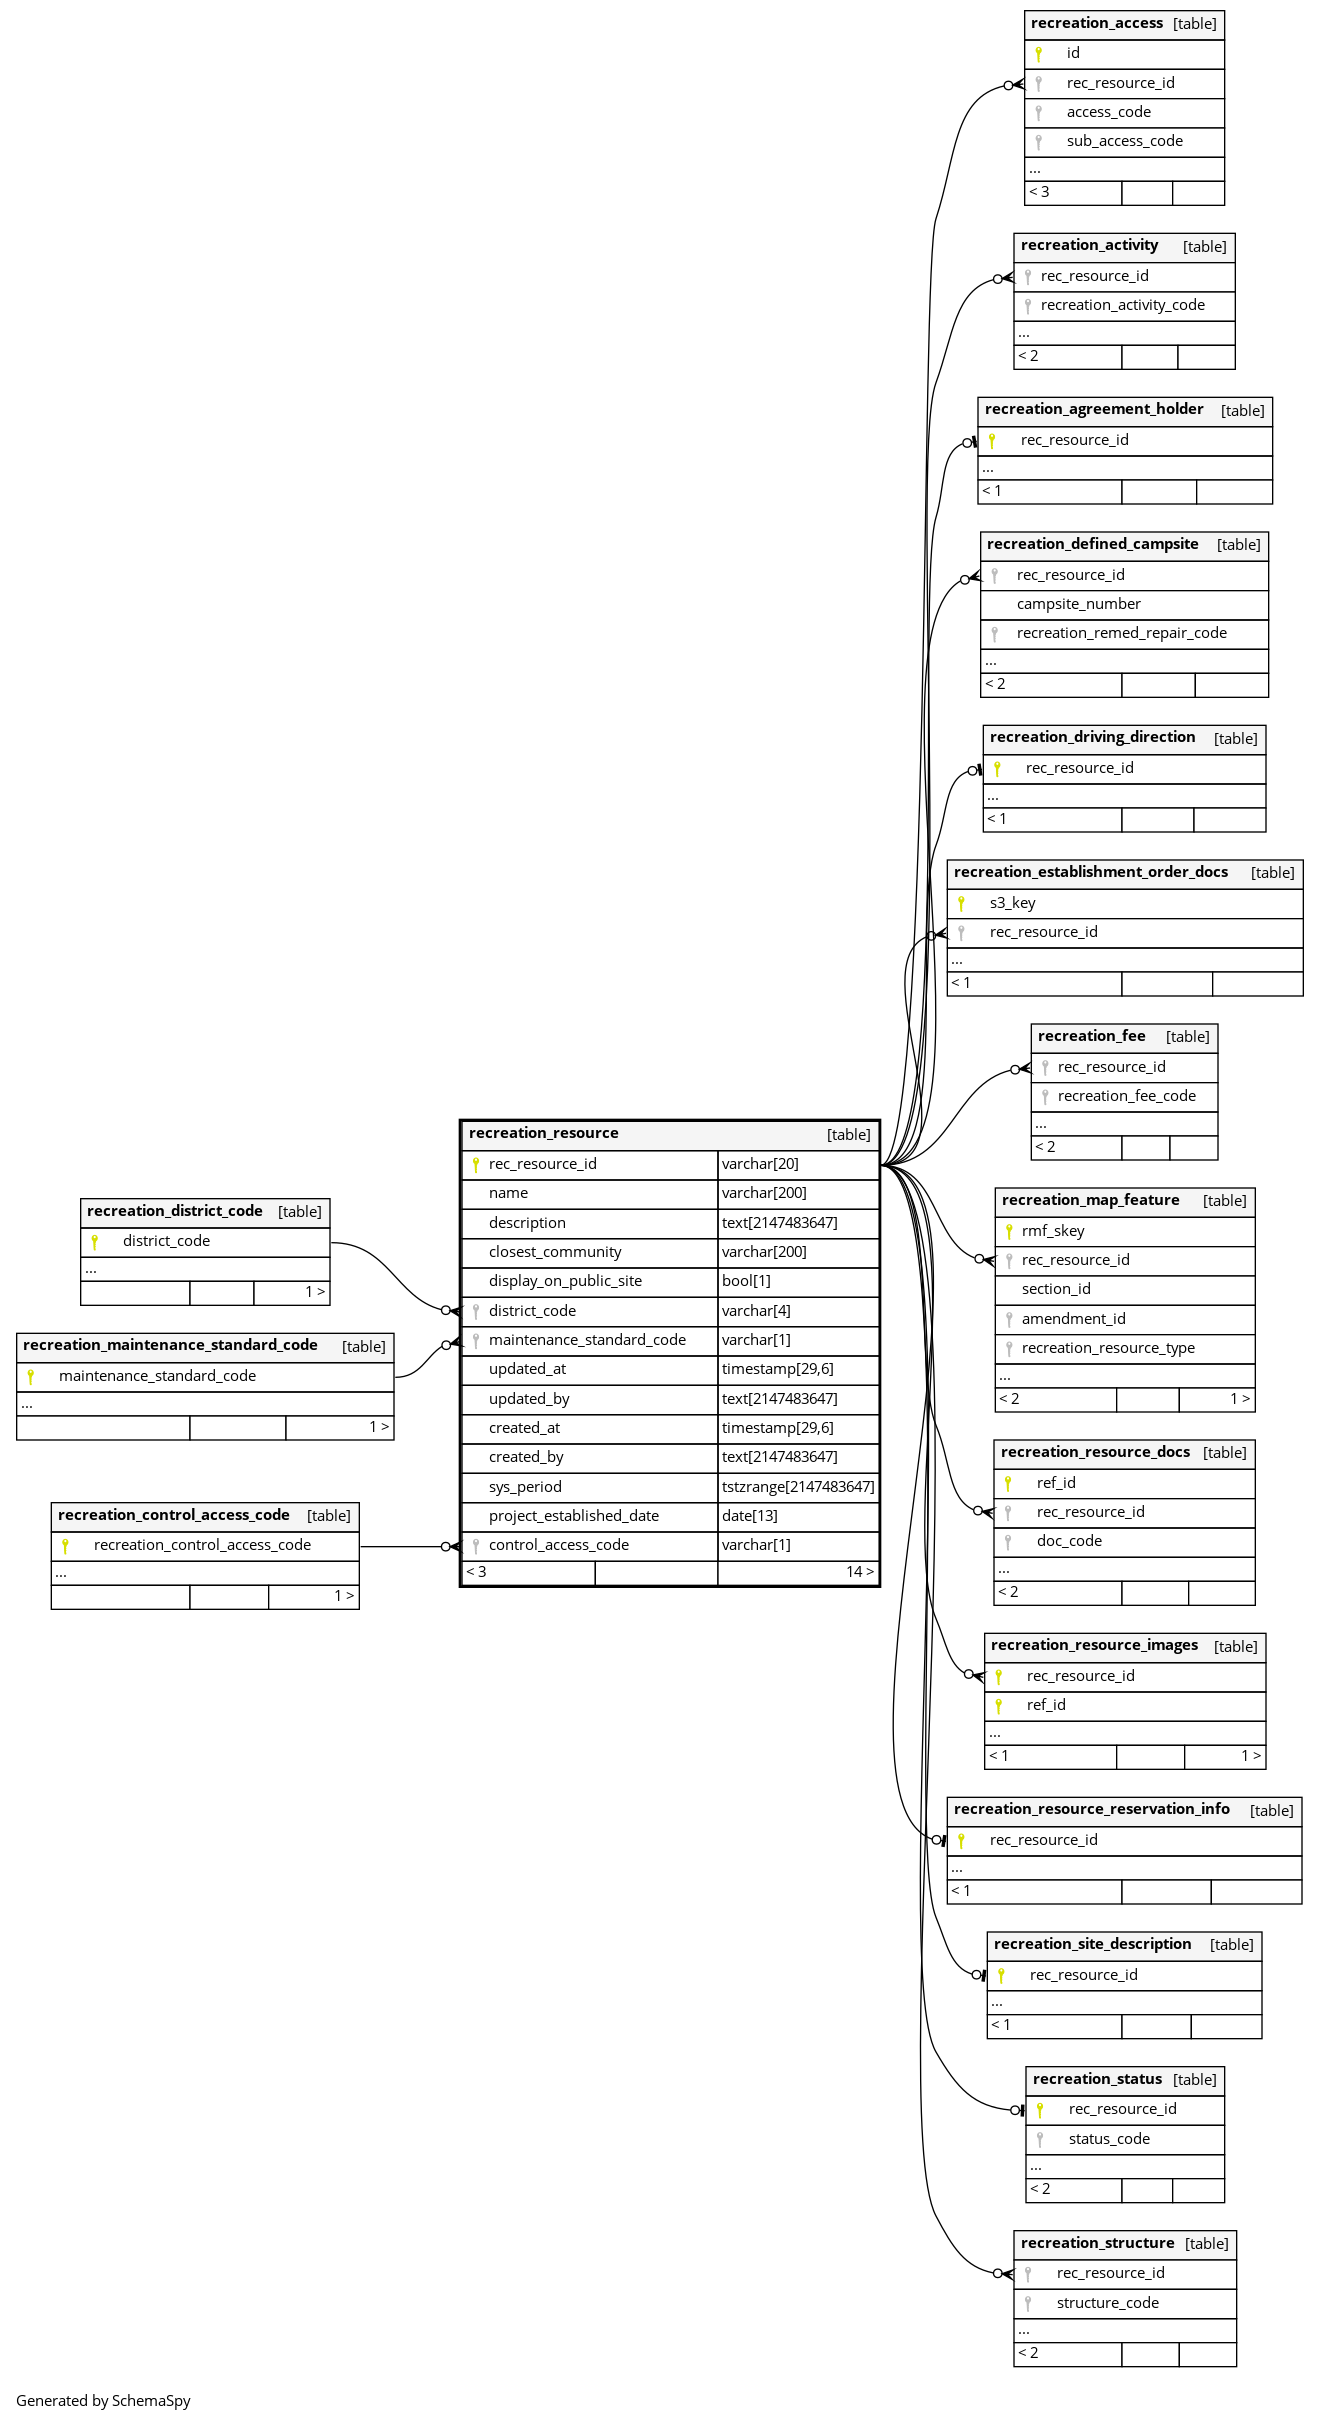 recreation_access [table]
id
rec_resource_id
access_code
sub_access_code
...
< 3
recreation_activity [table]
rec_resource_id
recreation_activity_code
...
< 2
recreation_agreement_holder [table]
rec_resource_id
...
< 1
recreation_defined_campsite [table]
rec_resource_id
campsite_number
recreation_remed_repair_code
...
< 2
recreation_driving_direction [table]
rec_resource_id
...
< 1
recreation_establishment_order_docs [table]
s3_key
rec_resource_id
...
< 1
recreation_fee [table]
rec_resource_id
recreation_fee_code
...
< 2
recreation_resource [table]
rec_resource_id varchar[20]
name varchar[200]
description text[2147483647]
closest_community varchar[200]
display_on_public_site bool[1]
district_code varchar[4]
maintenance_standard_code varchar[1]
updated_at timestamp[29,6]
updated_by text[2147483647]
created_at timestamp[29,6]
created_by text[2147483647]
sys_period tstzrange[2147483647]
project_established_date date[13]
control_access_code varchar[1]
< 3 14 >
recreation_district_code [table]
district_code
...
1 >
recreation_maintenance_standard_code [table]
maintenance_standard_code
...
1 >
recreation_control_access_code [table]
recreation_control_access_code
...
1 >
recreation_map_feature [table]
rmf_skey
rec_resource_id
section_id
amendment_id
recreation_resource_type
...
< 2 1 >
recreation_resource_docs [table]
ref_id
rec_resource_id
doc_code
...
< 2
recreation_resource_images [table]
rec_resource_id
ref_id
...
< 1 1 >
recreation_resource_reservation_info [table]
rec_resource_id
...
< 1
recreation_site_description [table]
rec_resource_id
...
< 1
recreation_status [table]
rec_resource_id
status_code
...
< 2
recreation_structure [table]
rec_resource_id
structure_code
...
< 2
Generated by SchemaSpy